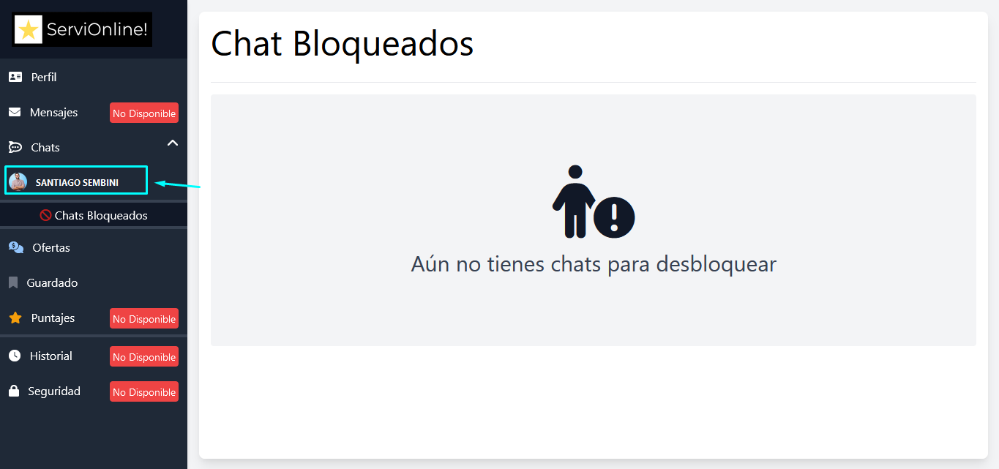 ServiOnline!
Perfil
Mensajes No Disponible
Chats
SANTIAGO SEMBINI
Chats Bloqueados
Ofertas
Guardado
Puntajes No Disponible
Historial No Disponible
Seguridad No Disponible
Chat Bloqueados
Aún no tienes chats para desbloquear